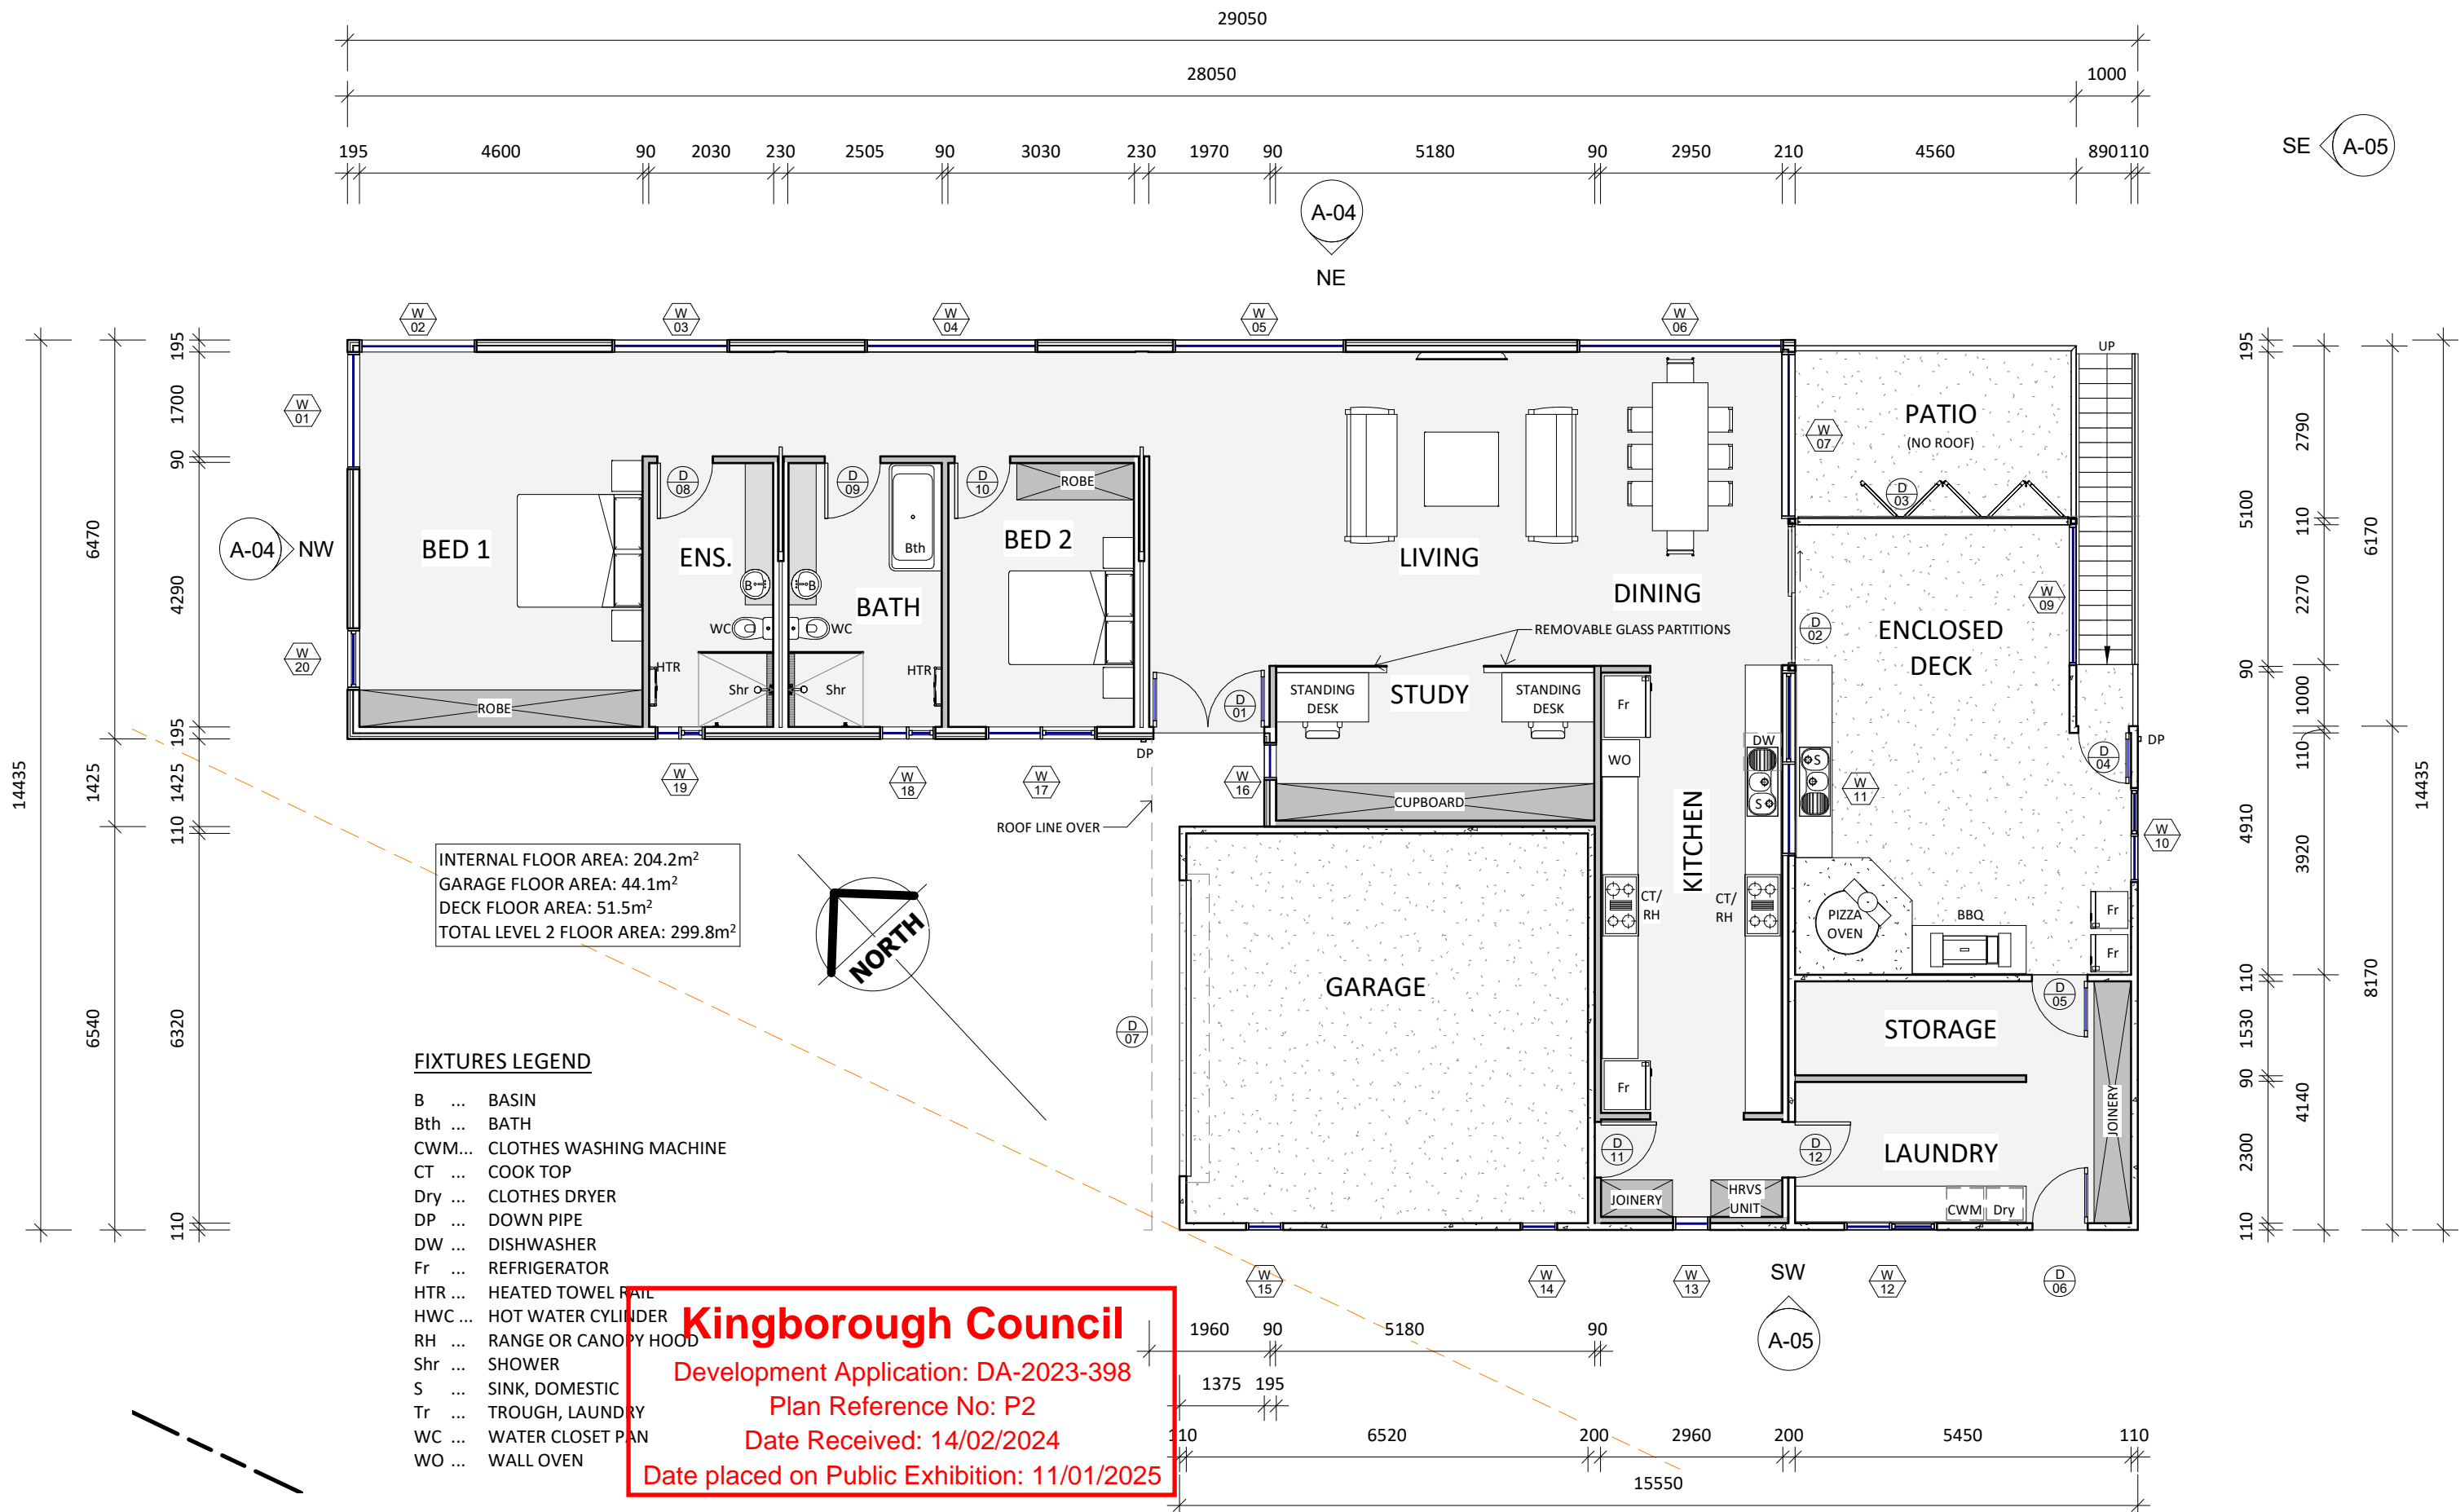 29050
28050 1000
195 4600 90 2030 230 2505 90 3030 230 1970 90 5180 90 2950 210 4560 890 110
SE A-05
A-04
NE
W 02
W 03
W 04
W 05
W 06
UP
W 01
W 07
PATIO
(NO ROOF)
D 03
D 08
D 09
D 10
ROBE
A-04 NW
BED 1
ENS.
Bth
BED 2
LIVING
DINING
B
B
BATH
W 09
WC
WC
REMOVABLE GLASS PARTITIONS
D 02
ENCLOSED
DECK
W 20
HTR
HTR
Shr
Shr
ROBE
STANDING
DESK
STUDY
STANDING
DESK
D 01
Fr
DP
DW
DP
D 04
WO
S
W 19
W 18
W 17
W 16
W 11
S
CUPBOARD
ROOF LINE OVER
KITCHEN
W 10
INTERNAL FLOOR AREA: 204.2m²
GARAGE FLOOR AREA: 44.1m²
DECK FLOOR AREA: 51.5m²
TOTAL LEVEL 2 FLOOR AREA: 299.8m²
NORTH
CT/
RH
CT/
RH
PIZZA
OVEN
BBQ
Fr
Fr
GARAGE
D 05
D 07
STORAGE
Fr
JOINERY
D 11
D 12
LAUNDRY
JOINERY
HRVS
UNIT
CWM
Dry
W 15
W 14
W 13
SW
W 12
D 06
A-05
14435
6470
1425
6540
195
1700
90
4290
195
1425
110
6320
110
195
5100
90
4910
110
1530
90
2300
110
2790
110
2270
1000
110
3920
4140
6170
8170
14435
FIXTURES LEGEND
B ... BASIN
Bth ... BATH
CWM... CLOTHES WASHING MACHINE
CT ... COOK TOP
Dry ... CLOTHES DRYER
DP ... DOWN PIPE
DW ... DISHWASHER
Fr ... REFRIGERATOR
HTR ... HEATED TOWEL RAIL
HWC ... HOT WATER CYLINDER
RH ... RANGE OR CANOPY HOOD
Shr ... SHOWER
S ... SINK, DOMESTIC
Tr ... TROUGH, LAUNDRY
WC ... WATER CLOSET PAN
WO ... WALL OVEN
Kingborough Council
Development Application: DA-2023-398
Plan Reference No: P2
Date Received: 14/02/2024
Date placed on Public Exhibition: 11/01/2025
1960 90 5180 90
1375 195
110 6520 200 2960 200 5450 110
15550